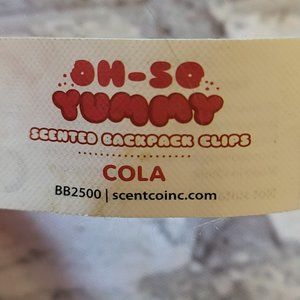 OH-SO
YUMMY
SCENTED BACKPACK CLIPS
COLA
BB2500 | scentcoinc.com